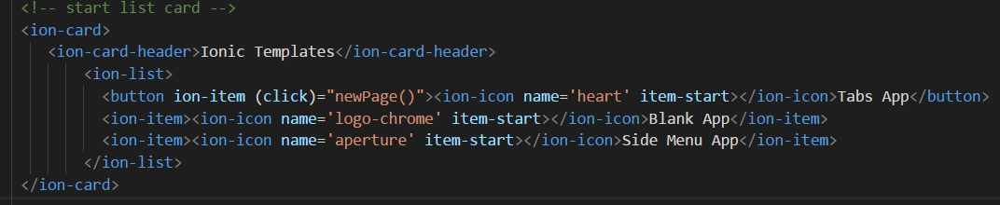 <!-- start list card -->
<ion-card>
<ion-card-header>Ionic Templates</ion-card-header>
<ion-list>
<button ion-item (click)="newPage()"><ion-icon name='heart' item-start></ion-icon>Tabs App</button>
<ion-item><ion-icon name='logo-chrome' item-start></ion-icon>Blank App</ion-item>
<ion-item><ion-icon name='aperture' item-start></ion-icon>Side Menu App</ion-item>
</ion-list>
</ion-card>